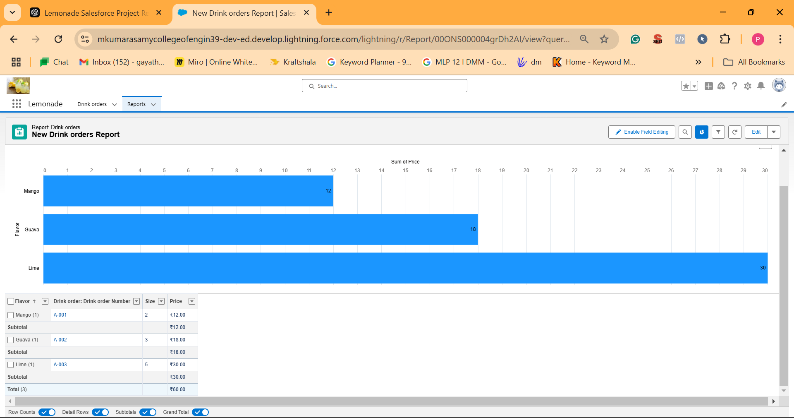 Lemonade Salesforce Project R
New Drink orders Report | Sales
mkumarasamycollegeofengin39-dev-ed.develop.lightning.force.com/lightning/r/Report/00ONS000004grDh2AI/view?quer...
Chat
Inbox (152) - gayath...
Miro | Online White...
Kraftshala
Keyword Planner - 9...
MLP 12 | DMM - Go...
dm
Home - Keyword M...
All Bookmarks
Search...
Lemonade
Drink orders
Reports
Report: Drink orders
New Drink orders Report
Enable Field Editing
Edit
Sum of Price
0 1 2 3 4 5 6 7 8 9 10 11 12 13 14 15 16 17 18 19 20 21 22 23 24 25 26 27 28 29 30
Flavor
Mango 12
Guava 18
Lime 30
Flavor ↑ Drink order: Drink order Number Size Price
Mango (1) A-001 2 ₹12.00
Subtotal ₹12.00
Guava (1) A-002 3 ₹18.00
Subtotal ₹18.00
Lime (1) A-003 5 ₹30.00
Subtotal ₹30.00
Total (3) ₹60.00
Row Counts Detail Rows Subtotals Grand Total